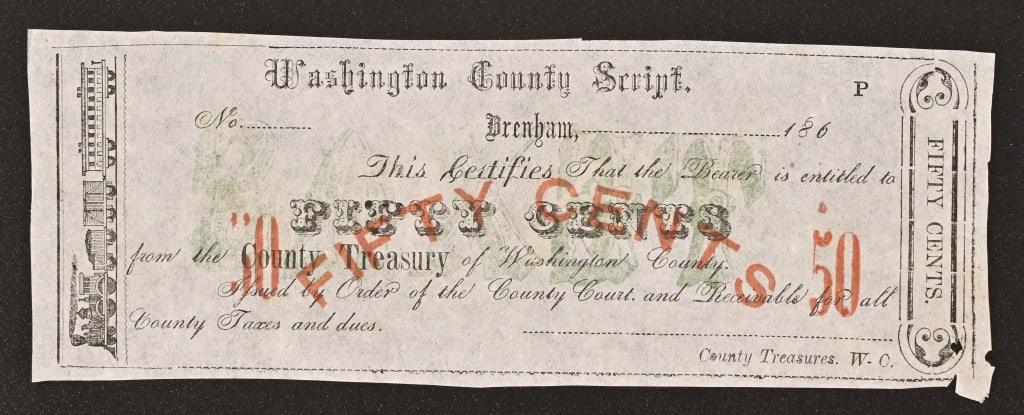 Washington County Script.
P
No.
Brenham, 186
This Certifies That the Bearer is entitled to
FIFTY CENTS
from the County Treasury of Washington County.
Issued by Order of the County Court. and Receivable for all
County Taxes and dues.
County Treasures. W. C.
50 FIFTY CENTS 50
FIFTY CENTS